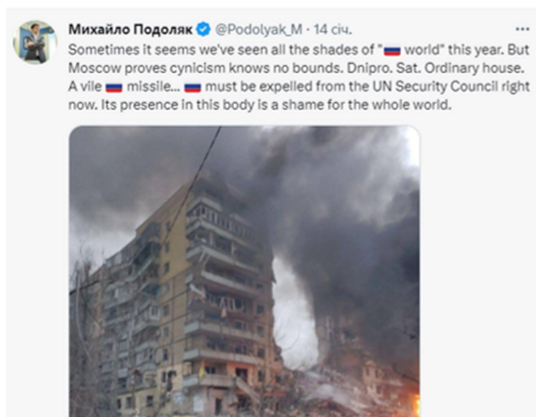 Михайло Подоляк @Podolyak_M · 14 січ.
Sometimes it seems we've seen all the shades of "🇷🇺 world" this year. But
Moscow proves cynicism knows no bounds. Dnipro. Sat. Ordinary house.
A vile 🇷🇺 missile... 🇷🇺 must be expelled from the UN Security Council right
now. Its presence in this body is a shame for the whole world.